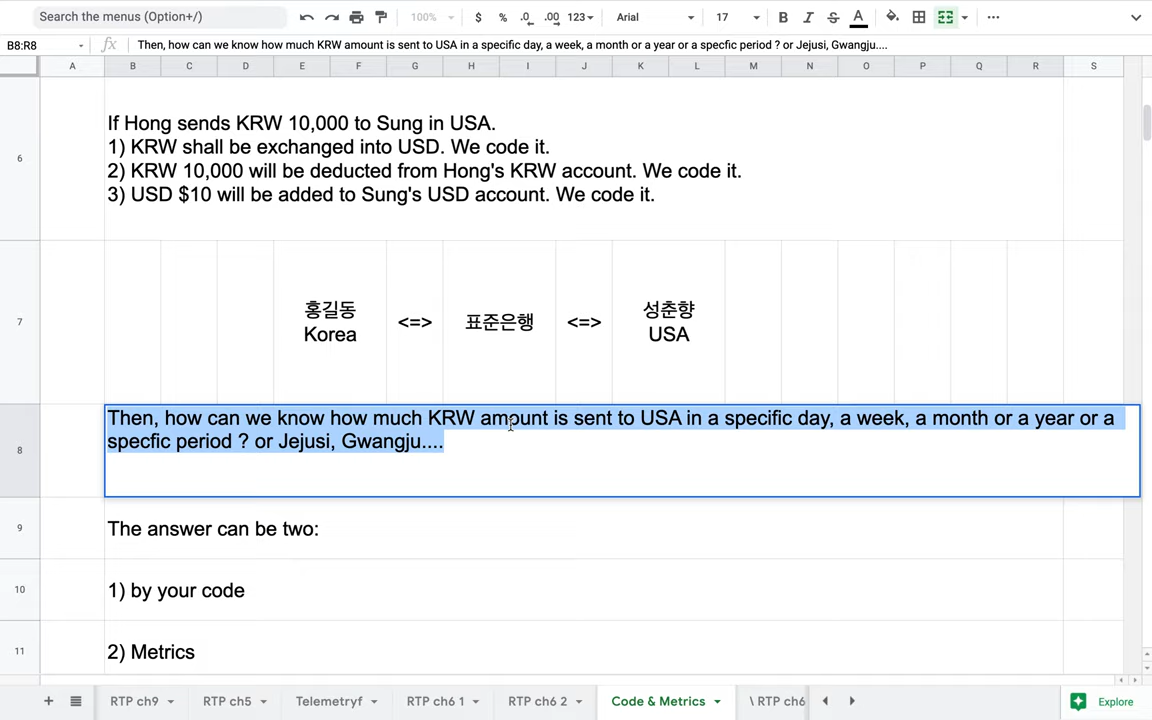 Search the menus (Option+/)
100%
$ % .0 .00 123
Arial
17
B I S A
B8:R8
fx Then, how can we know how much KRW amount is sent to USA in a specific day, a week, a month or a year or a specfic period ? or Jejusi, Gwangju....
A B C D E F G H I J K L M N O P Q R S
6
If Hong sends KRW 10,000 to Sung in USA.
1) KRW shall be exchanged into USD. We code it.
2) KRW 10,000 will be deducted from Hong's KRW account. We code it.
3) USD $10 will be added to Sung's USD account. We code it.
7
홍길동
Korea
<=>
표준은행
<=>
성춘향
USA
8
Then, how can we know how much KRW amount is sent to USA in a specific day, a week, a month or a year or a
specfic period ? or Jejusi, Gwangju....
9
The answer can be two:
10
1) by your code
11
2) Metrics
RTP ch9
RTP ch5
Telemetryf
RTP ch6 1
RTP ch6 2
Code & Metrics
\ RTP ch6
Explore